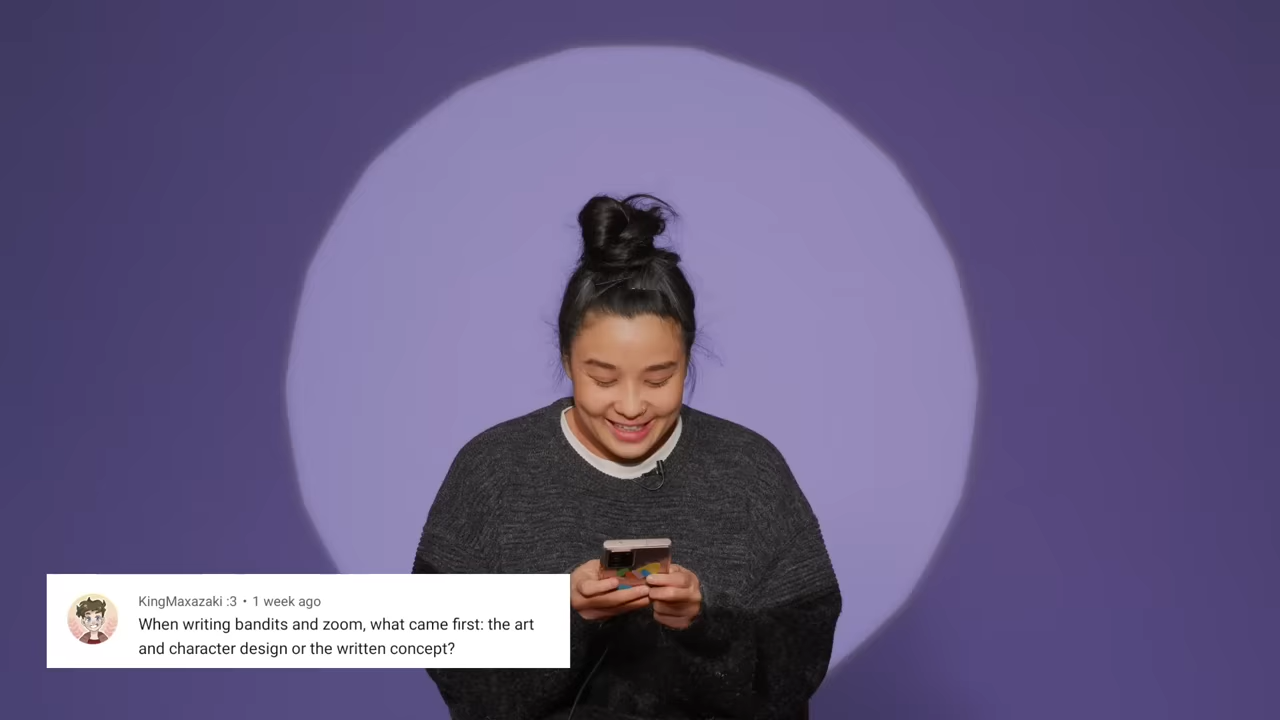 KingMaxazaki :3 • 1 week ago
When writing bandits and zoom, what came first: the art
and character design or the written concept?